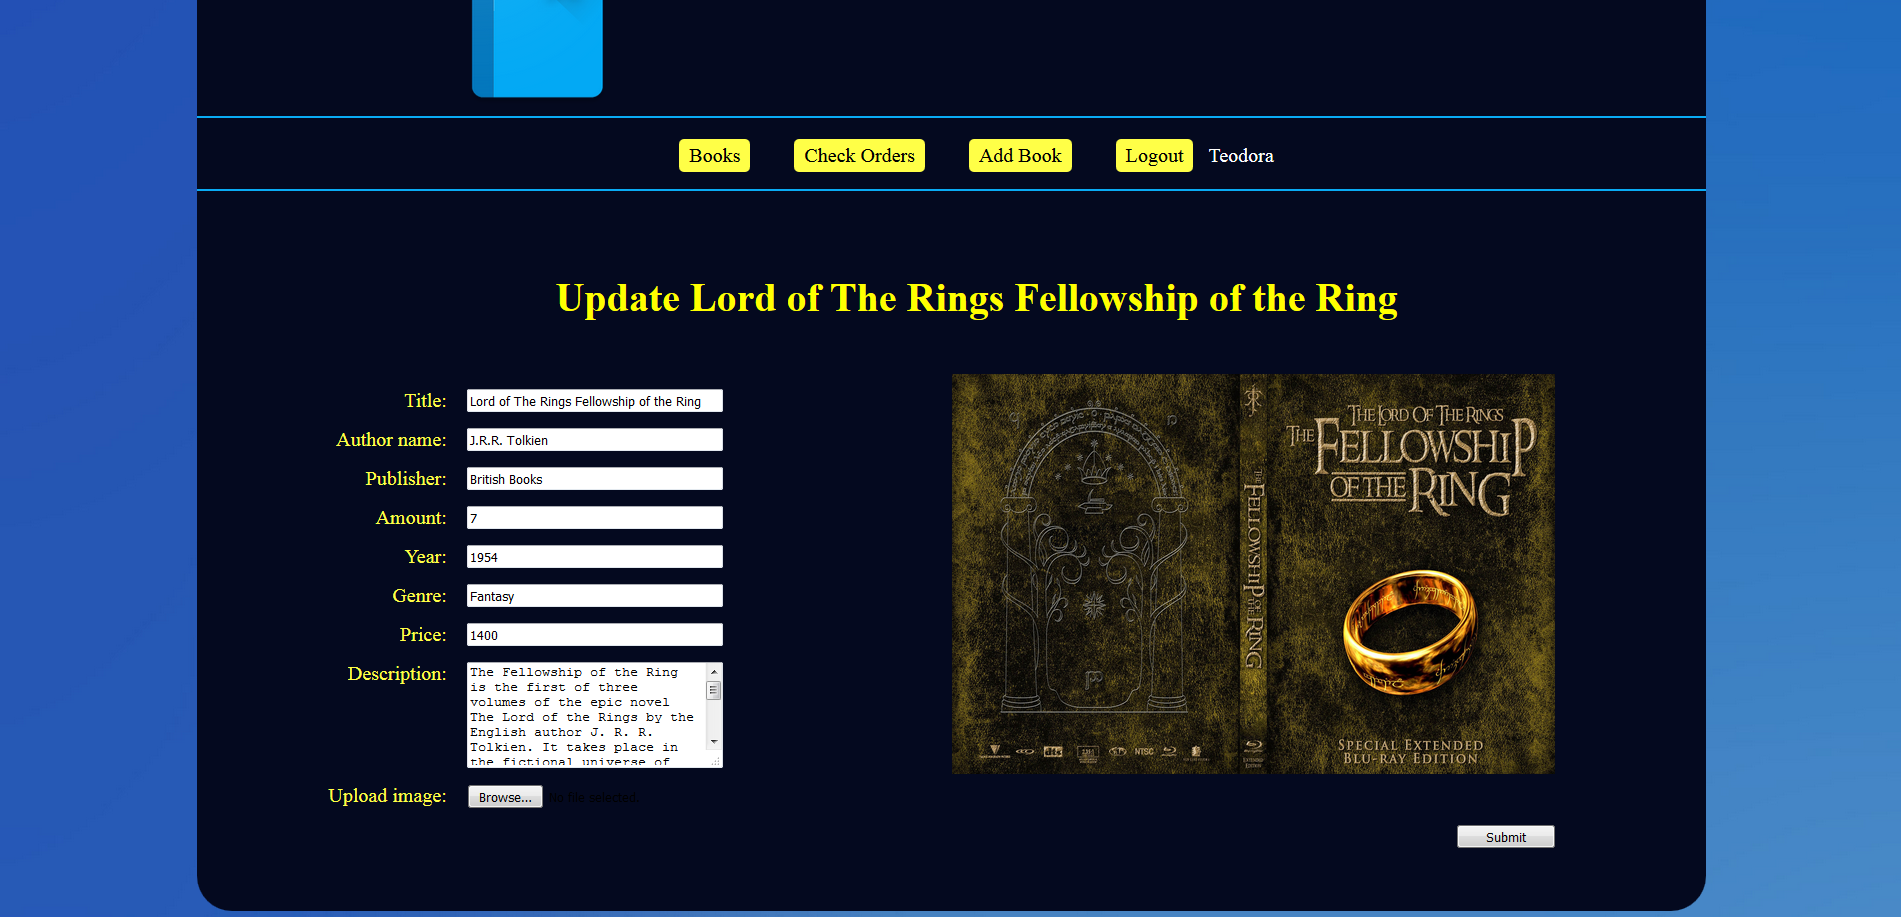 Books Check Orders Add Book Logout Teodora
Update Lord of The Rings Fellowship of the Ring
Title: Lord of The Rings Fellowship of the Ring
Author name: J.R.R. Tolkien
Publisher: British Books
Amount: 7
Year: 1954
Genre: Fantasy
Price: 1400
Description: The Fellowship of the Ring
is the first of three
volumes of the epic novel
The Lord of the Rings by the
English author J. R. R.
Tolkien. It takes place in
the fictional universe of
Upload image: Browse... No file selected.
THE FELLOWSHIP OF THE RING
THE LORD OF THE RINGS
THE FELLOWSHIP
OF THE RING
SPECIAL EXTENDED
BLU-RAY EDITION
dts
NTSC
Submit